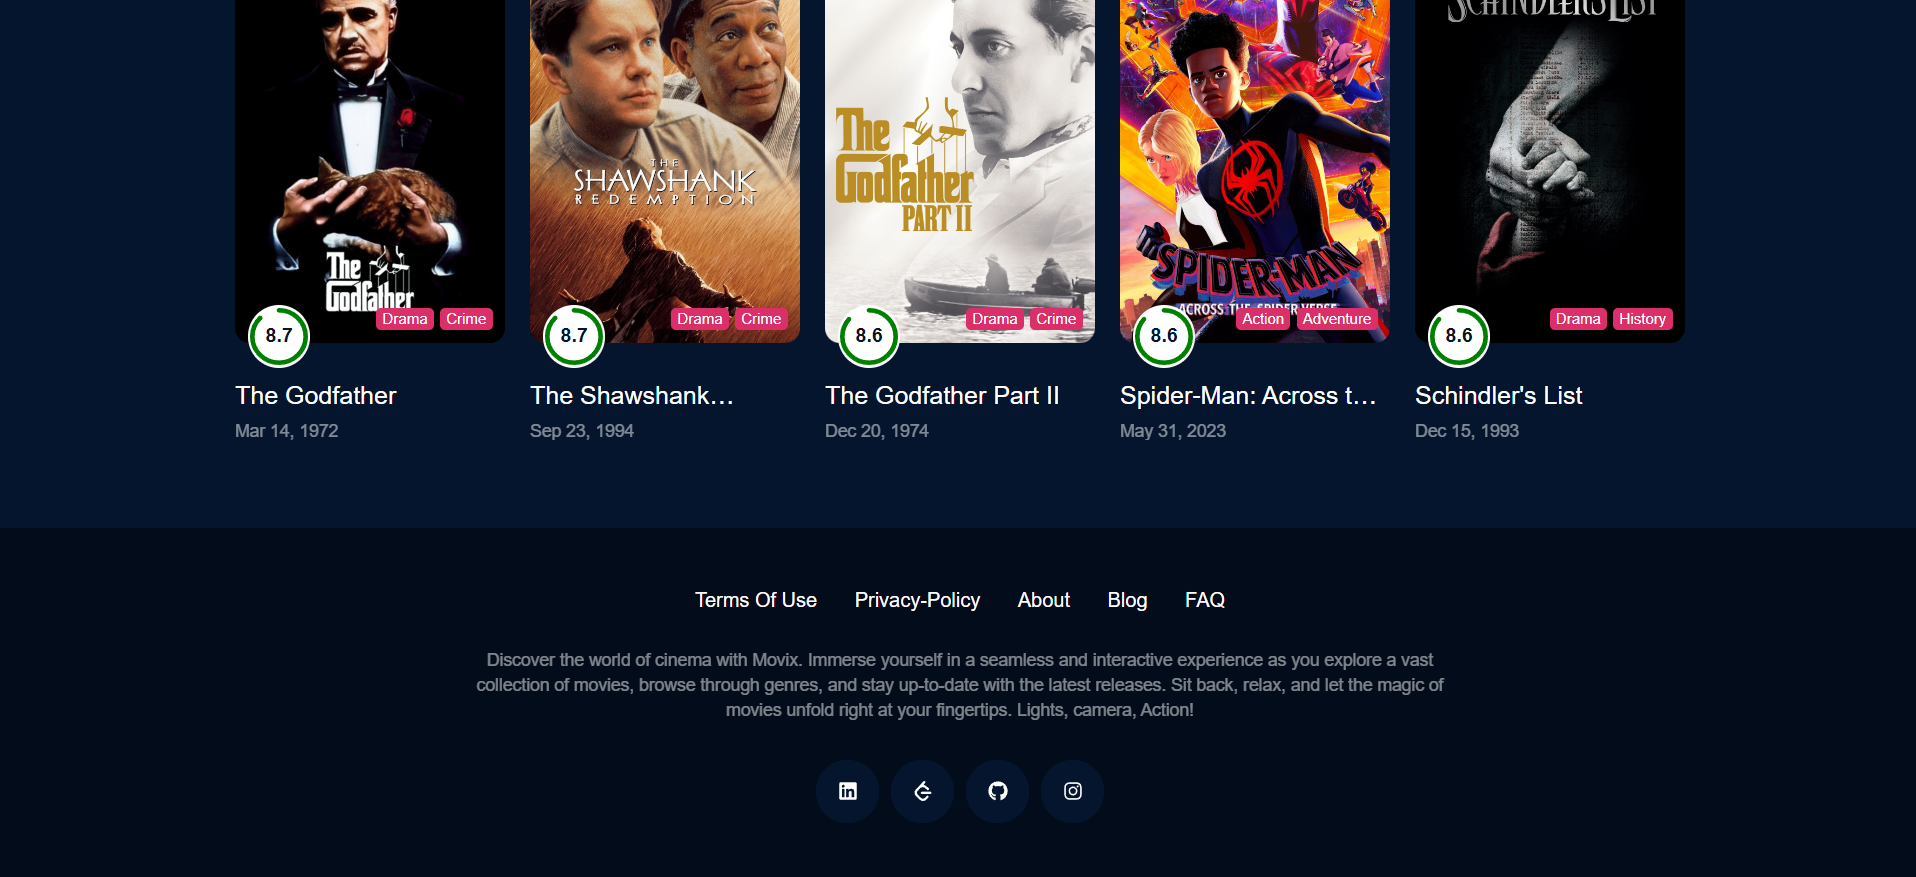 SCHINDLER'S LIST
The
Godfather
THE
SHAWSHANK
REDEMPTION
The
Godfather
PART II
SPIDER-MAN
ACROSS THE SPIDER-VERSE
8.7 Drama Crime
8.7 Drama Crime
8.6 Drama Crime
8.6 Action Adventure
8.6 Drama History
The Godfather
Mar 14, 1972
The Shawshank...
Sep 23, 1994
The Godfather Part II
Dec 20, 1974
Spider-Man: Across t...
May 31, 2023
Schindler's List
Dec 15, 1993
Terms Of Use Privacy-Policy About Blog FAQ
Discover the world of cinema with Movix. Immerse yourself in a seamless and interactive experience as you explore a vast
collection of movies, browse through genres, and stay up-to-date with the latest releases. Sit back, relax, and let the magic of
movies unfold right at your fingertips. Lights, camera, Action!
in